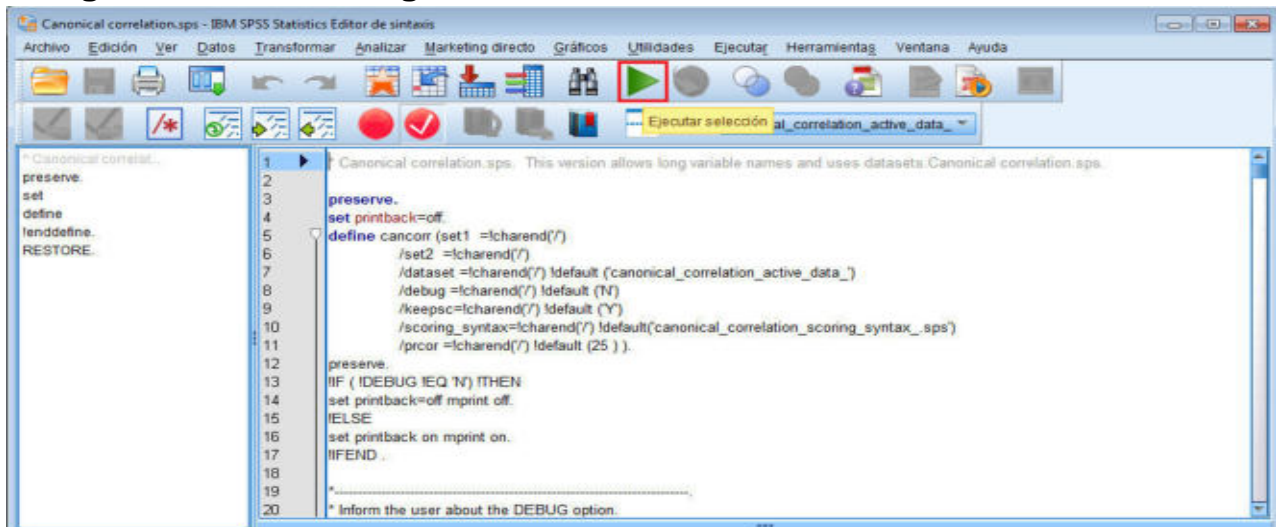 Canonical correlation.sps - IBM SPSS Statistics Editor de sintaxis
Archivo Edición Ver Datos Transformar Analizar Marketing directo Gráficos Utilidades Ejecutar Herramientas Ventana Ayuda
Ejecutar selección al_correlation_active_data_
* Canonical correlat...
preserve.
set
define
!enddefine.
RESTORE.
1 * Canonical correlation.sps. This version allows long variable names and uses datasets.Canonical correlation.sps.
2
3 preserve.
4 set printback=off.
5 define cancorr (set1 =!charend('/')
6 /set2 =!charend('/')
7 /dataset =!charend('/') !default ('canonical_correlation_active_data_')
8 /debug =!charend('/') !default ('N')
9 /keepsc=!charend('/') !default ('Y')
10 /scoring_syntax=!charend('/') !default('canonical_correlation_scoring_syntax_.sps')
11 /prcor =!charend('/') !default (25 ) ).
12 preserve.
13 !IF ( !DEBUG !EQ 'N') !THEN
14 set printback=off mprint off.
15 !ELSE
16 set printback on mprint on.
17 !IFEND .
18
19 *---------------------------------------------------------------------------.
20 * Inform the user about the DEBUG option.